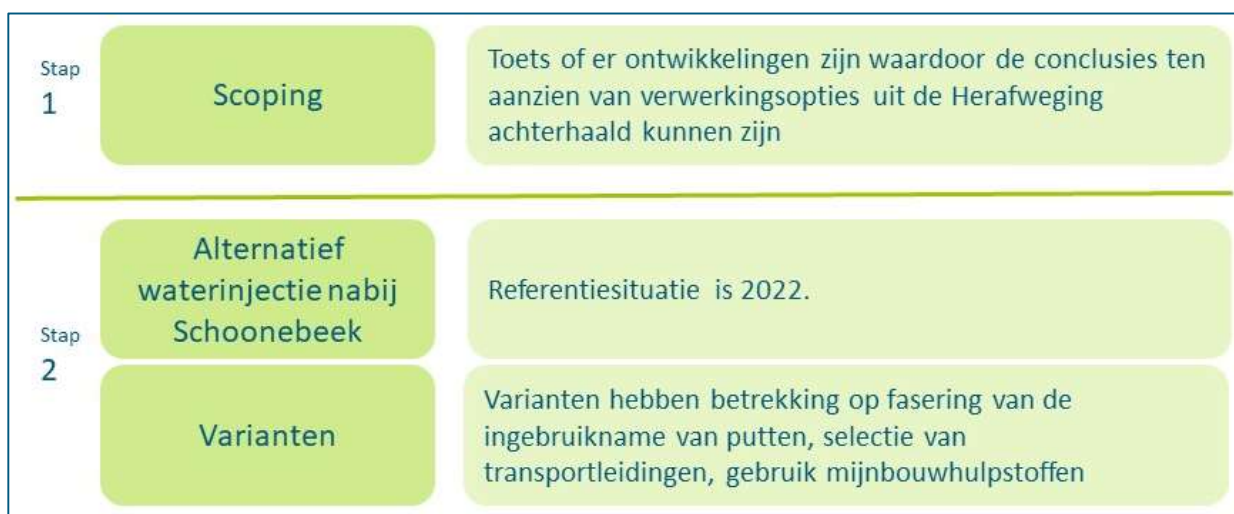 Stap
1
Scoping
Toets of er ontwikkelingen zijn waardoor de conclusies ten
aanzien van verwerkingsopties uit de Herafweging
achterhaald kunnen zijn
Stap
2
Alternatief
waterinjectie nabij
Schoonebeek
Referentiesituatie is 2022.
Varianten
Varianten hebben betrekking op fasering van de
ingebruikname van putten, selectie van
transportleidingen, gebruik mijnbouwhulpstoffen